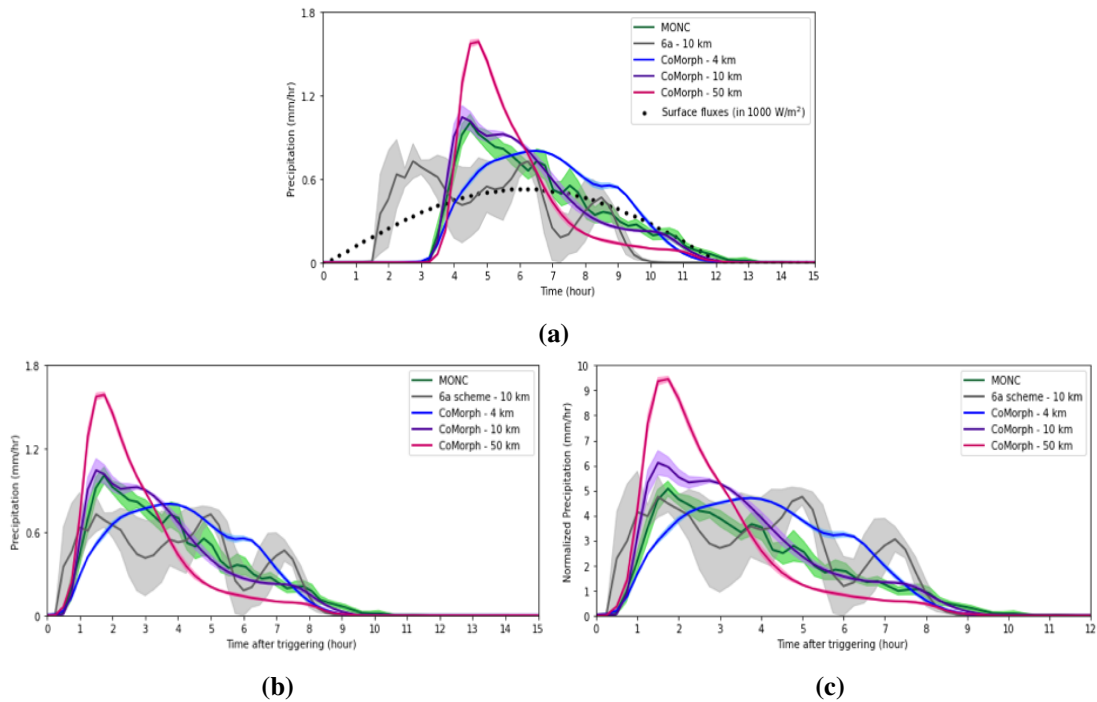 1.8
1.2
0.6
0
Precipitation (mm/hr)
MONC
6a - 10 km
CoMorph - 4 km
CoMorph - 10 km
CoMorph - 50 km
Surface fluxes (in 1000 W/m²)
0 1 2 3 4 5 6 7 8 9 10 11 12 13 14 15
Time (hour)
(a)
1.8
1.2
0.6
0
Precipitation (mm/hr)
MONC
6a scheme - 10 km
CoMorph - 4 km
CoMorph - 10 km
CoMorph - 50 km
0 1 2 3 4 5 6 7 8 9 10 11 12 13 14 15
Time after triggering (hour)
(b)
10
9
8
7
6
5
4
3
2
1
0
Normalized Precipitation (mm/hr)
MONC
6a scheme - 10 km
CoMorph - 4 km
CoMorph - 10 km
CoMorph - 50 km
0 1 2 3 4 5 6 7 8 9 10 11 12
Time after triggering (hour)
(c)